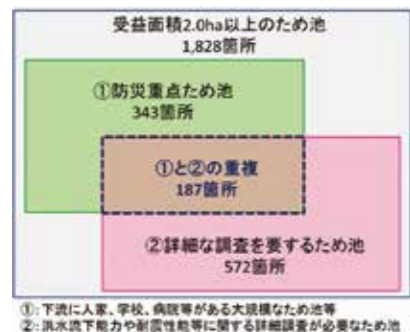 受益面積2.0ha以上のため池
1,828箇所
①防災重点ため池
343箇所
①と②の重複
187箇所
②詳細な調査を要するため池
572箇所
①：下流に人家、学校、病院等がある大規模なため池等
②：洪水流下能力や耐震性能等に関する詳細調査が必要なため池